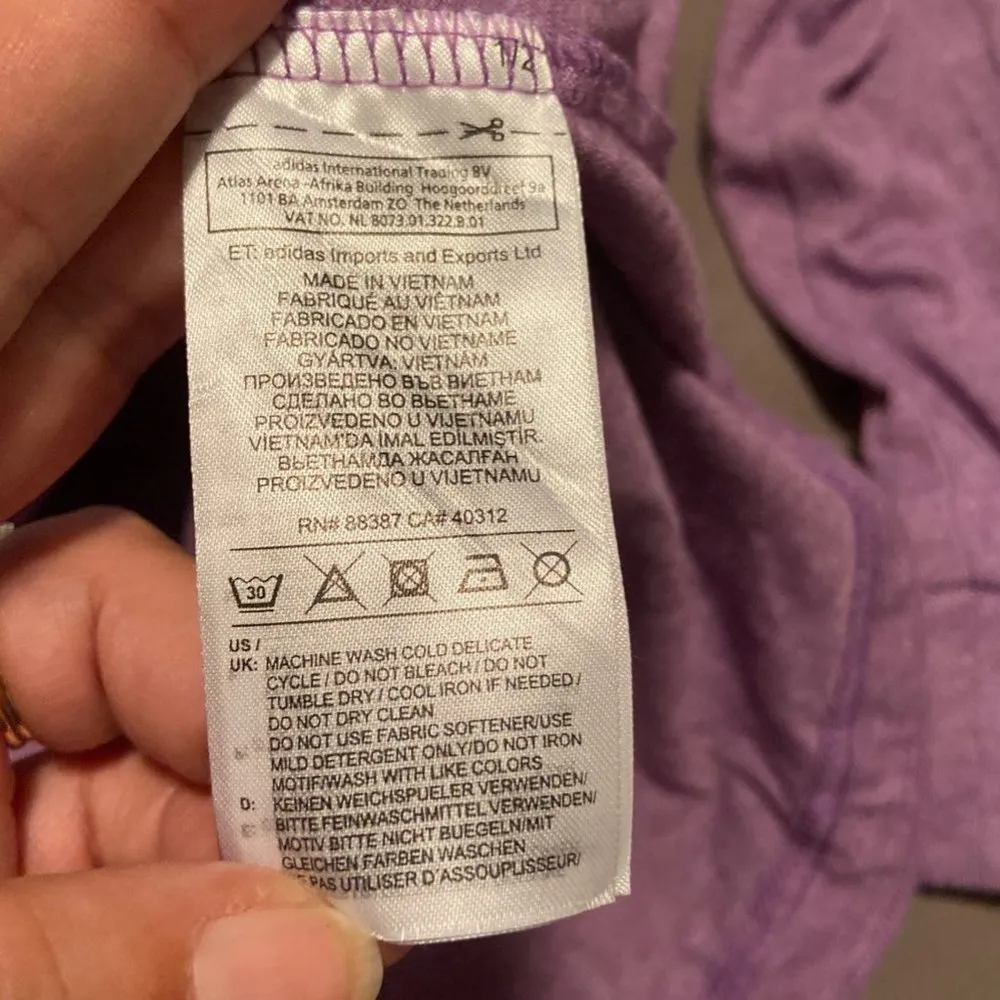 1/2
adidas International Trading BV
Atlas Arena -Afrika Building Hoogoorddreef 9a
1101 BA Amsterdam ZO The Netherlands
VAT NO. NL 8073.01.322.B.01
ET: adidas Imports and Exports Ltd
MADE IN VIETNAM
FABRIQUÉ AU VIÊTNAM
FABRICADO EN VIETNAM
FABRICADO NO VIETNAME
GYÁRTVA: VIETNÁM
ПРОИЗВЕДЕНО ВЪВ ВИЕТНАМ
СДЕЛАНО ВО ВЬЕТНАМЕ
PROIZVEDENO U VIJETNAMU
VİETNAM'DA İMAL EDİLMİŞTİR.
ВЬЕТНАМДА ЖАСАЛҒАН
PROIZVEDENO U VIJETNAMU
RN# 88387 CA# 40312
30
US /
UK: MACHINE WASH COLD DELICATE
CYCLE / DO NOT BLEACH / DO NOT
TUMBLE DRY / COOL IRON IF NEEDED /
DO NOT DRY CLEAN
DO NOT USE FABRIC SOFTENER/USE
MILD DETERGENT ONLY/DO NOT IRON
MOTIF/WASH WITH LIKE COLORS
D: KEINEN WEICHSPUELER VERWENDEN/
BITTE FEINWASCHMITTEL VERWENDEN/
MOTIV BITTE NICHT BUEGELN/MIT
GLEICHEN FARBEN WASCHEN
PAS UTILISER D'ASSOUPLISSEUR/